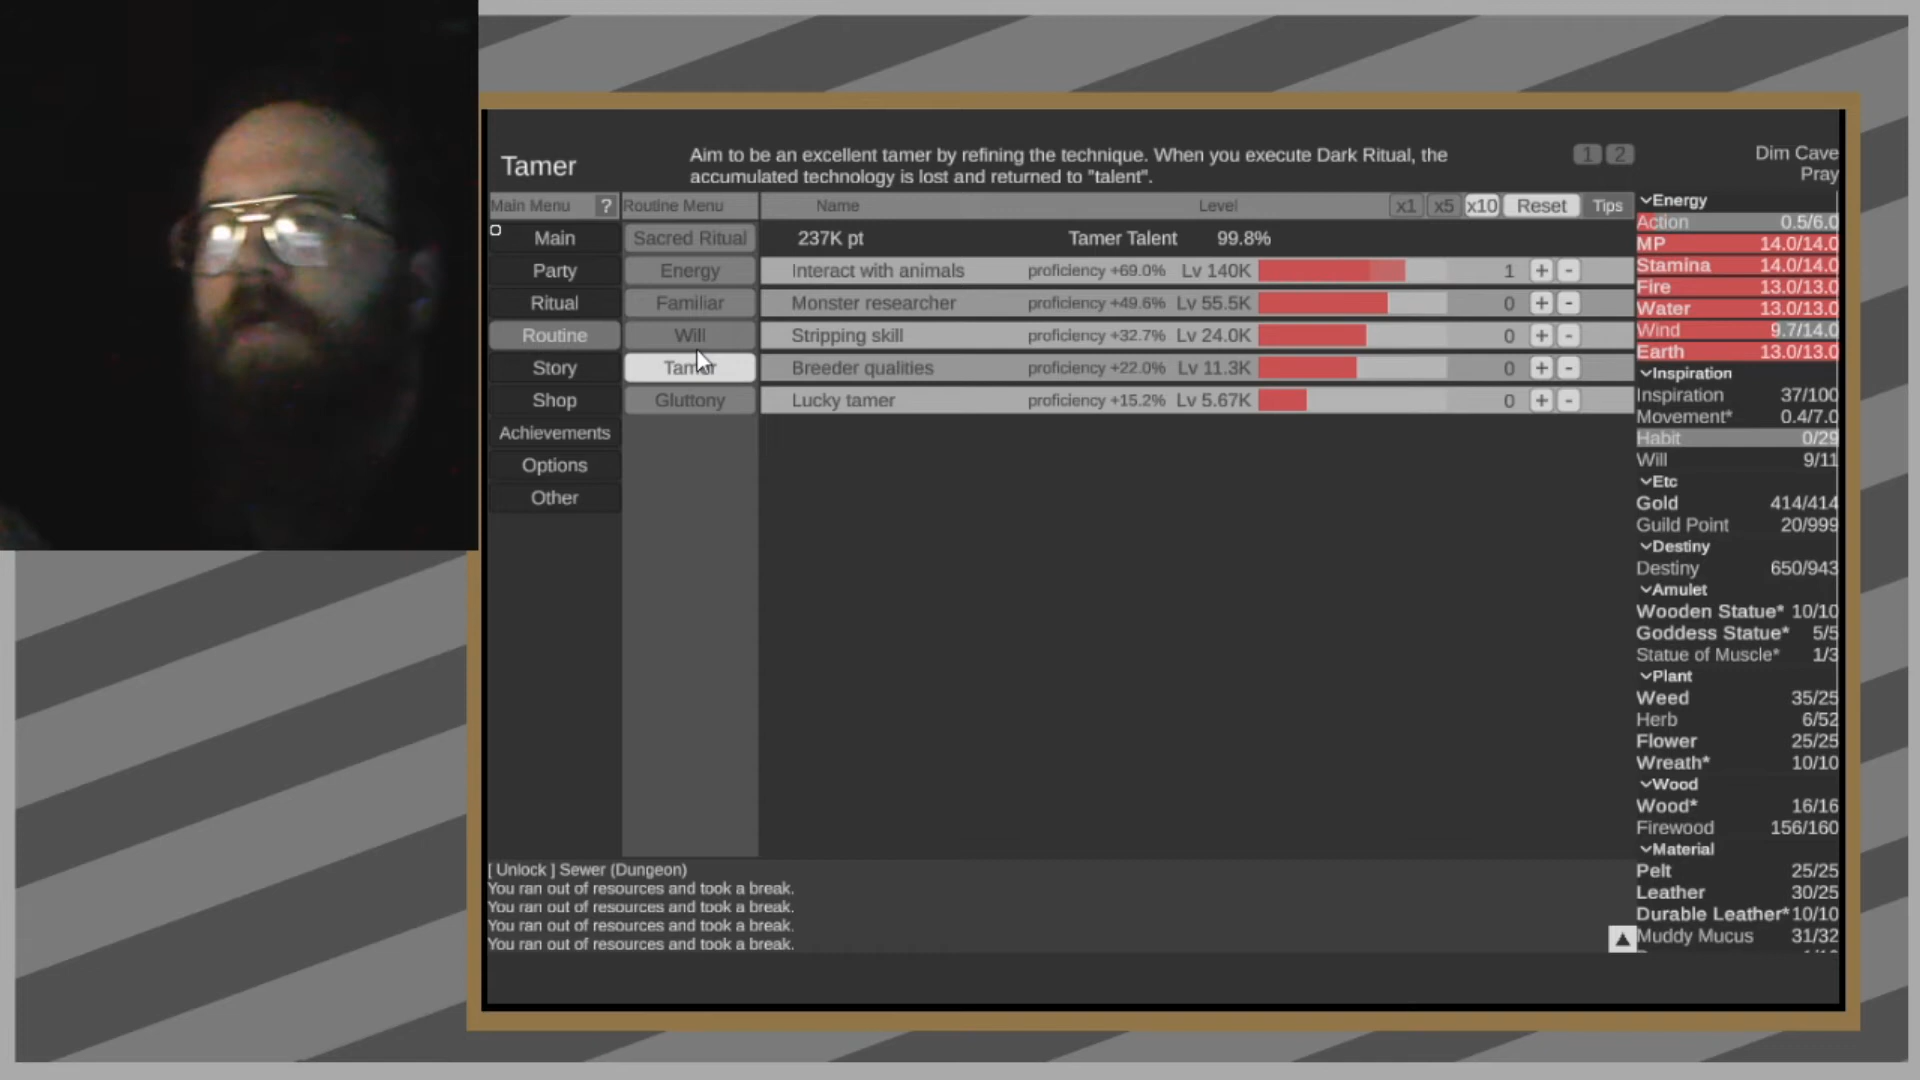 Tamer
Aim to be an excellent tamer by refining the technique. When you execute Dark Ritual, the
accumulated technology is lost and returned to "talent".
1 2
Dim Cave
Pray
Main Menu ? Routine Menu Name Level x1 x5 x10 Reset Tips
Main
Party
Ritual
Routine
Story
Shop
Achievements
Options
Other
Sacred Ritual
Energy
Familiar
Will
Tamer
Gluttony
237K pt Tamer Talent 99.8%
Interact with animals proficiency +69.0% Lv 140K 1 + -
Monster researcher proficiency +49.6% Lv 55.5K 0 + -
Stripping skill proficiency +32.7% Lv 24.0K 0 + -
Breeder qualities proficiency +22.0% Lv 11.3K 0 + -
Lucky tamer proficiency +15.2% Lv 5.67K 0 + -
Energy
Action 0.5/6.0
MP 14.0/14.0
Stamina 14.0/14.0
Fire 13.0/13.0
Water 13.0/13.0
Wind 9.7/14.0
Earth 13.0/13.0
Inspiration
Inspiration 37/100
Movement* 0.4/7.0
Habit 0/29
Will 9/11
Etc
Gold 414/414
Guild Point 20/999
Destiny
Destiny 650/943
Amulet
Wooden Statue* 10/10
Goddess Statue* 5/5
Statue of Muscle* 1/3
Plant
Weed 35/25
Herb 6/52
Flower 25/25
Wreath* 10/10
Wood
Wood* 16/16
Firewood 156/160
Material
Pelt 25/25
Leather 30/25
Durable Leather* 10/10
Muddy Mucus 31/32
[ Unlock ] Sewer (Dungeon)
You ran out of resources and took a break.
You ran out of resources and took a break.
You ran out of resources and took a break.
You ran out of resources and took a break.